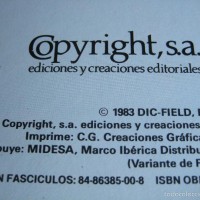 Copyright, s.a.
ediciones y creaciones editoriales
© 1983 DIC-FIELD, I
Copyright, s.a. ediciones y creaciones
Imprime: C.G. Creaciones Gráfica
buye: MIDESA, Marco Ibérica Distribu
(Variante de F
N FASCICULOS: 84-86385-00-8 ISBN OBR